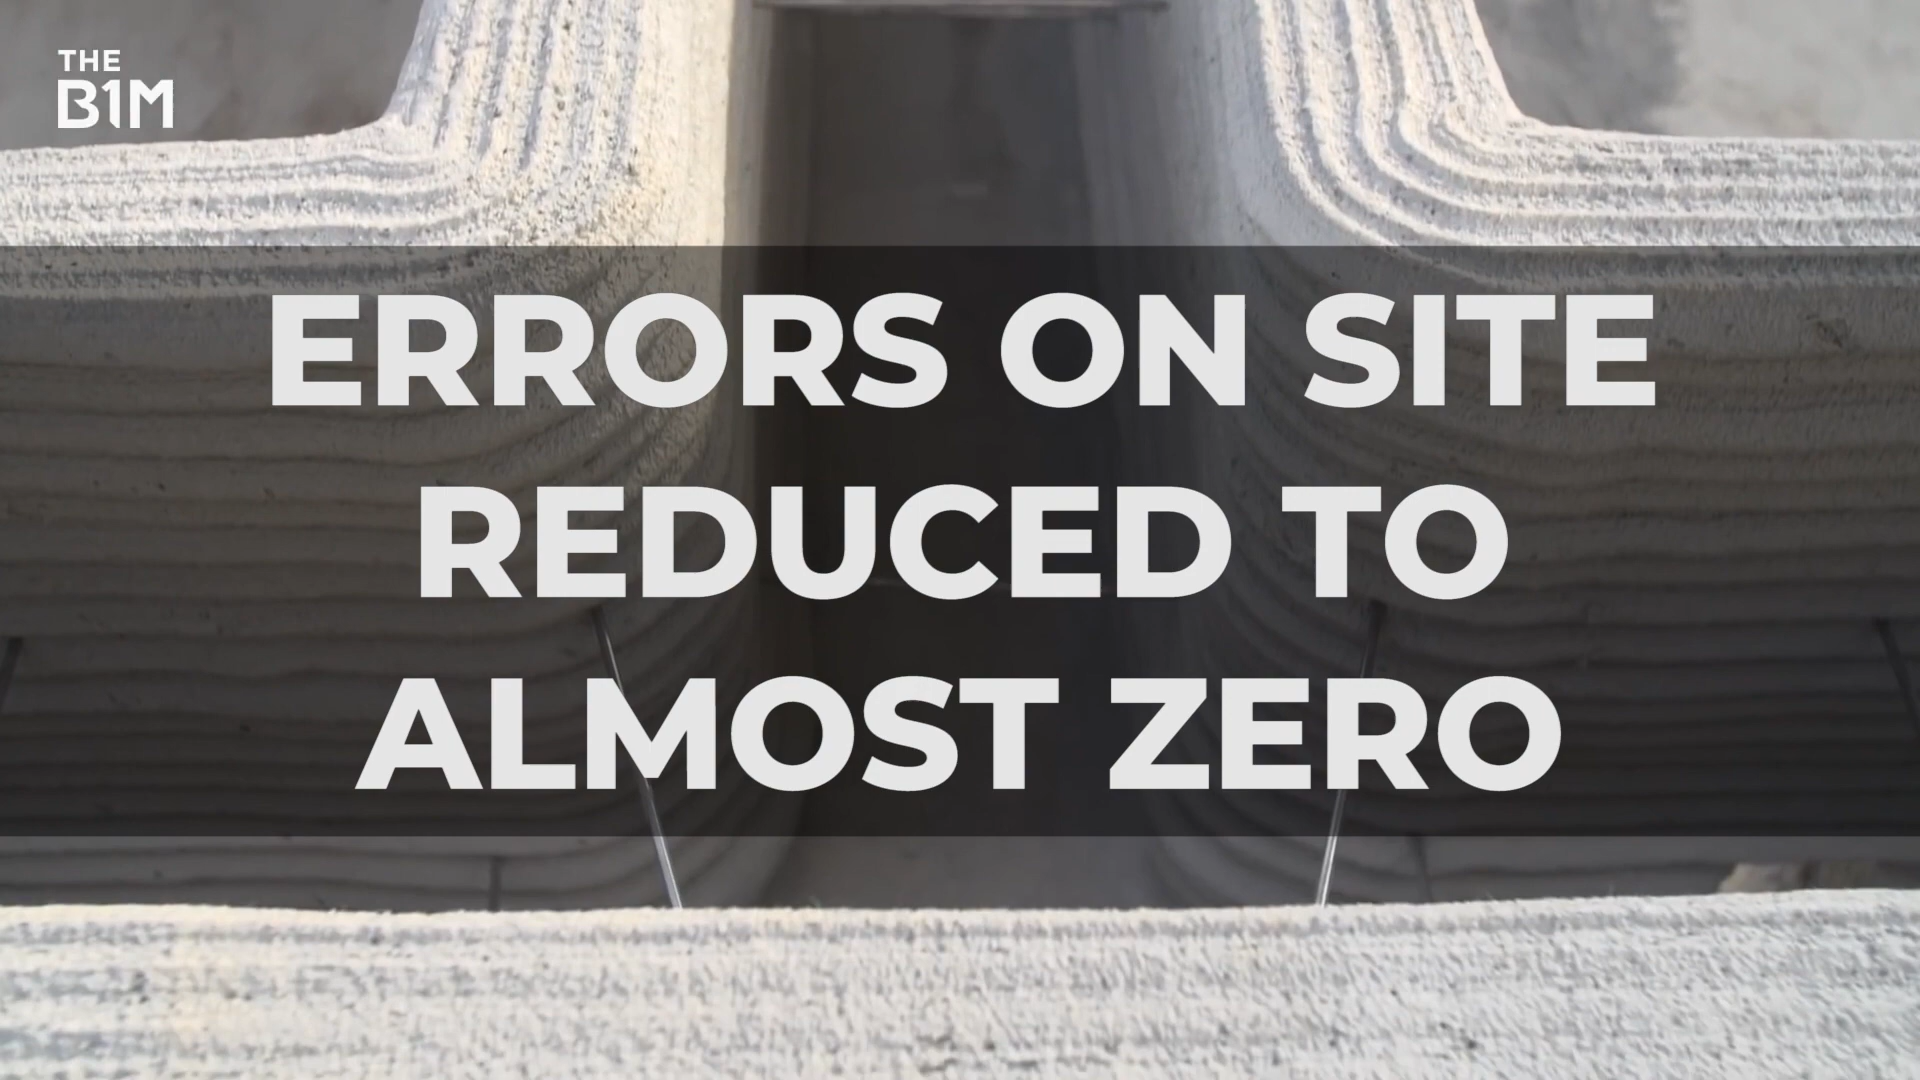 THE
B1M
ERRORS ON SITE
REDUCED TO
ALMOST ZERO